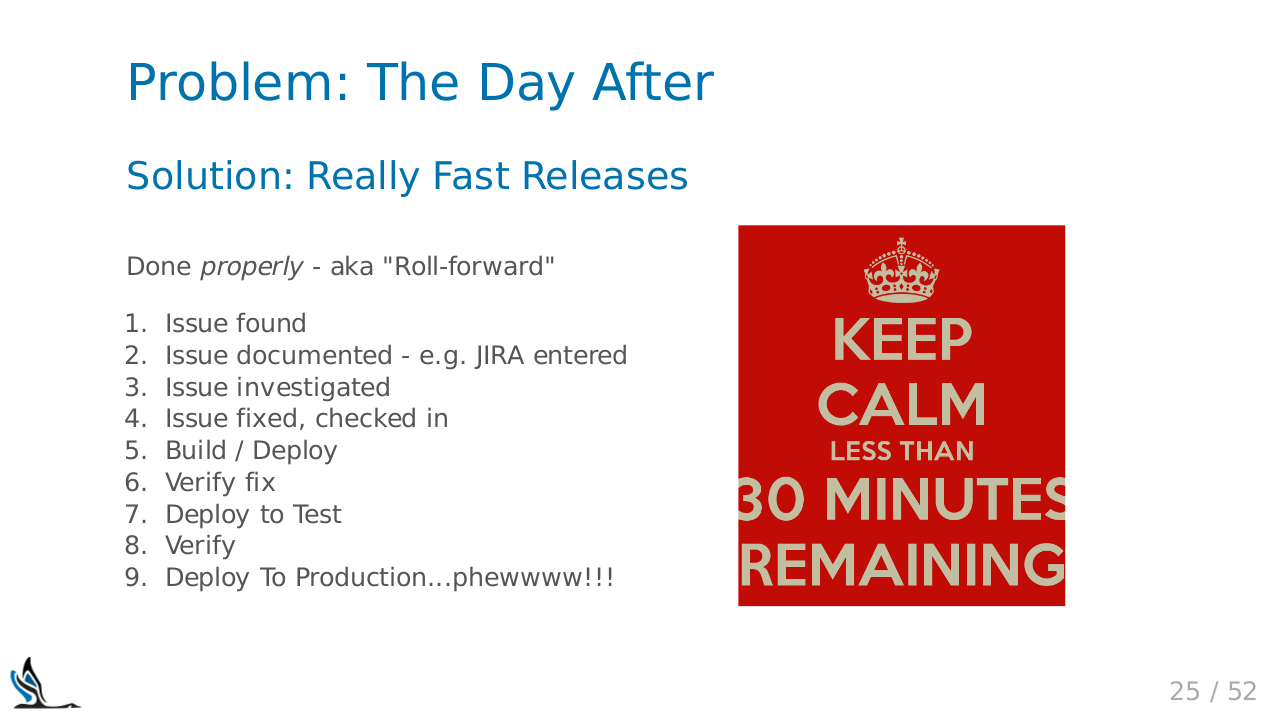 Problem: The Day After
Solution: Really Fast Releases
Done properly - aka "Roll-forward"
1. Issue found
2. Issue documented - e.g. JIRA entered
3. Issue investigated
4. Issue fixed, checked in
5. Build / Deploy
6. Verify fix
7. Deploy to Test
8. Verify
9. Deploy To Production...phewwww!!!
KEEP
CALM
LESS THAN
30 MINUTES
REMAINING
25 / 52